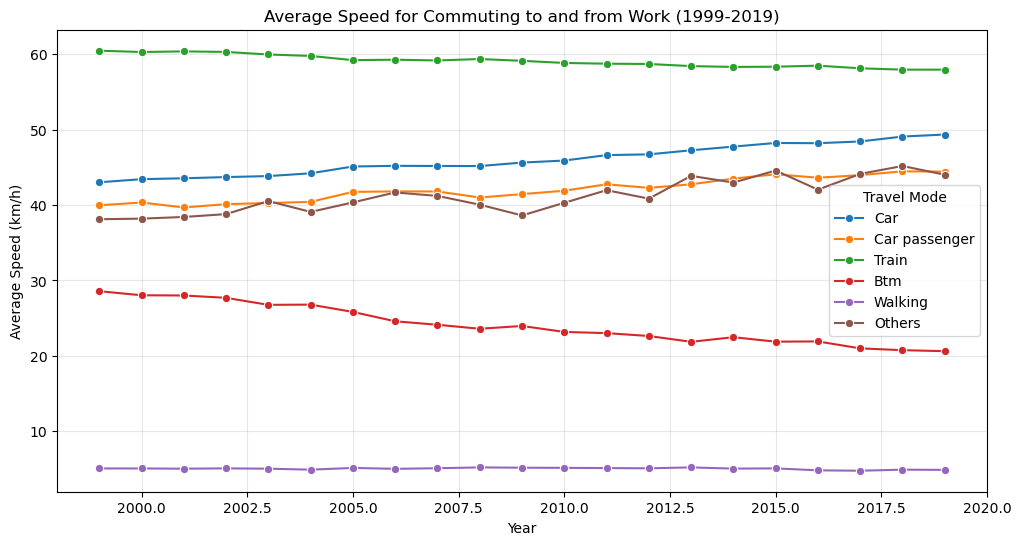 Average Speed for Commuting to and from Work (1999-2019)
Average Speed (km/h)
60
50
40
30
20
10
Travel Mode
Car
Car passenger
Train
Btm
Walking
Others
2000.0 2002.5 2005.0 2007.5 2010.0 2012.5 2015.0 2017.5 2020.0
Year